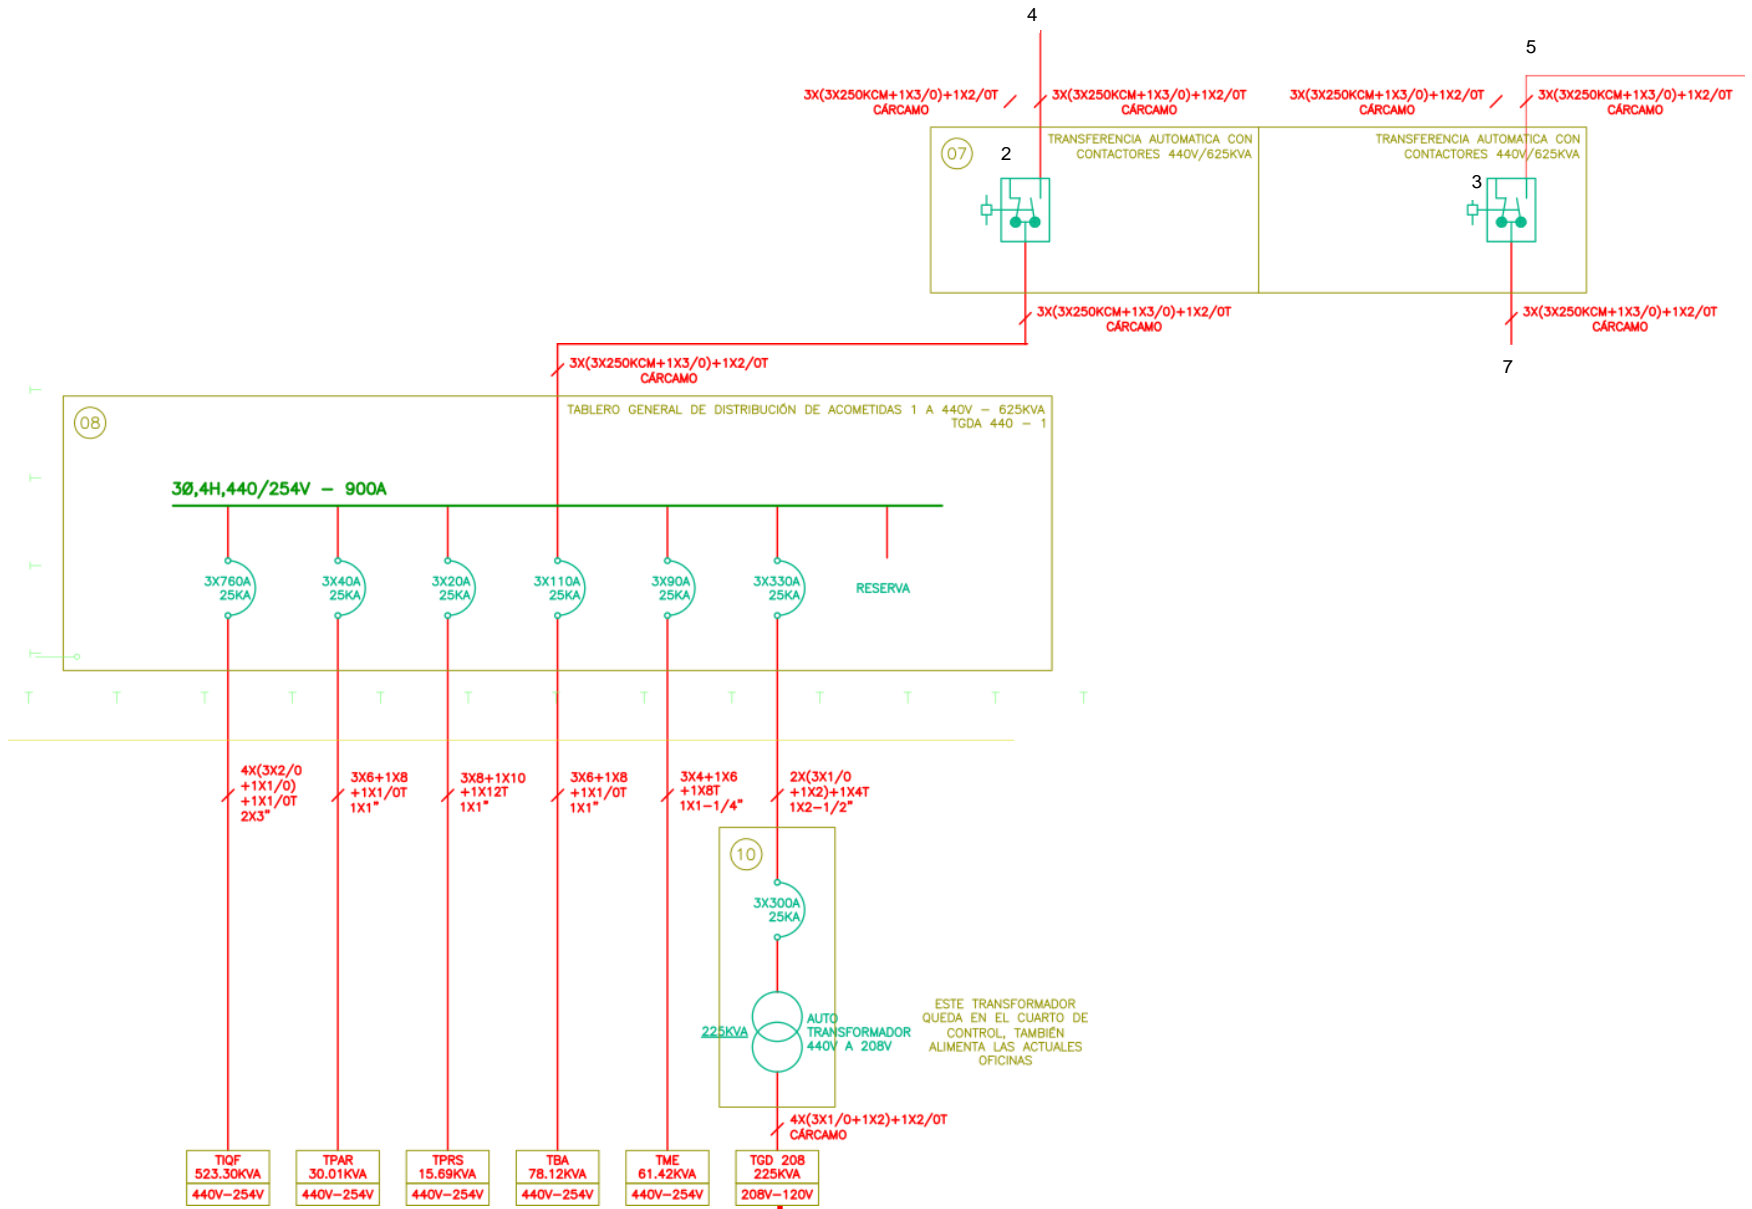 4
5
3X(3X250KCM+1X3/0)+1X2/0T
CÁRCAMO
3X(3X250KCM+1X3/0)+1X2/0T
CÁRCAMO
3X(3X250KCM+1X3/0)+1X2/0T
CÁRCAMO
3X(3X250KCM+1X3/0)+1X2/0T
CÁRCAMO
07
2
TRANSFERENCIA AUTOMATICA CON
CONTACTORES 440V/625KVA
TRANSFERENCIA AUTOMATICA CON
CONTACTORES 440V/625KVA
3
3X(3X250KCM+1X3/0)+1X2/0T
CÁRCAMO
3X(3X250KCM+1X3/0)+1X2/0T
CÁRCAMO
7
3X(3X250KCM+1X3/0)+1X2/0T
CÁRCAMO
08
TABLERO GENERAL DE DISTRIBUCIÓN DE ACOMETIDAS 1 A 440V – 625KVA
TGDA 440 – 1
3Ø,4H,440/254V – 900A
3X760A
25KA
3X40A
25KA
3X20A
25KA
3X110A
25KA
3X90A
25KA
3X330A
25KA
RESERVA
4X(3X2/0
+1X1/0)
+1X1/0T
2X3"
3X6+1X8
+1X1/0T
1X1"
3X8+1X10
+1X12T
1X1"
3X6+1X8
+1X1/0T
1X1"
3X4+1X6
+1X8T
1X1-1/4"
2X(3X1/0
+1X2)+1X4T
1X2-1/2"
10
3X300A
25KA
225KVA
AUTO
TRANSFORMADOR
440V A 208V
ESTE TRANSFORMADOR
QUEDA EN EL CUARTO DE
CONTROL, TAMBIÉN
ALIMENTA LAS ACTUALES
OFICINAS
4X(3X1/0+1X2)+1X2/0T
CÁRCAMO
TIQF
523.30KVA
440V-254V
TPAR
30.01KVA
440V-254V
TPRS
15.69KVA
440V-254V
TBA
78.12KVA
440V-254V
TME
61.42KVA
440V-254V
TGD 208
225KVA
208V-120V